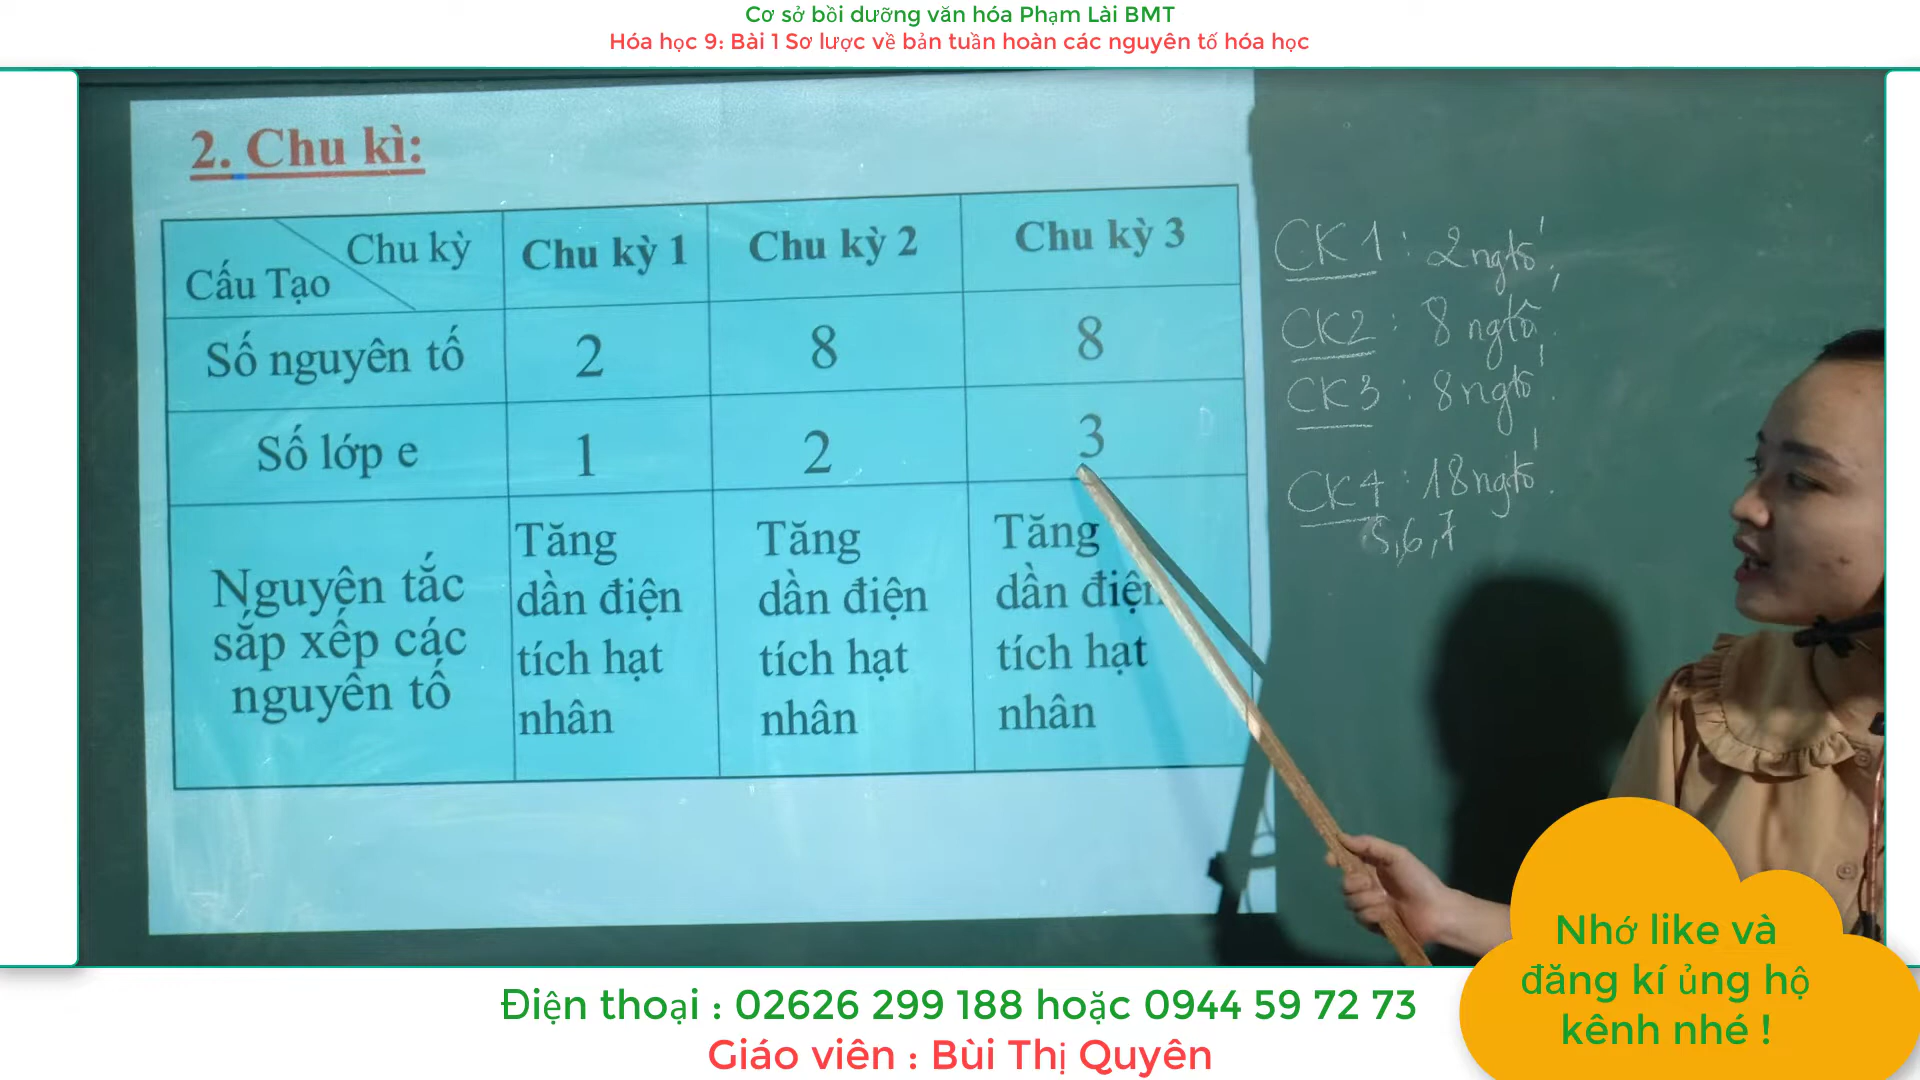 Cơ sở bồi dưỡng văn hóa Phạm Lài BMT
Hóa học 9: Bài 1 Sơ lược về bản tuần hoàn các nguyên tố hóa học
2. Chu kì:
Chu kỳ
Cấu Tạo
Chu kỳ 1
Chu kỳ 2
Chu kỳ 3
Số nguyên tố
2
8
8
Số lớp e
1
2
3
Nguyên tắc
sắp xếp các
nguyên tố
Tăng
dần điện
tích hạt
nhân
Tăng
dần điện
tích hạt
nhân
Tăng
dần điện
tích hạt
nhân
CK1: 2 ngtố.
CK2: 8 ngtố.
CK3: 8 ngtố.
CK4: 18 ngtố.
5,6,7
Nhớ like và
đăng kí ủng hộ
kênh nhé !
Điện thoại : 02626 299 188 hoặc 0944 59 72 73
Giáo viên : Bùi Thị Quyên